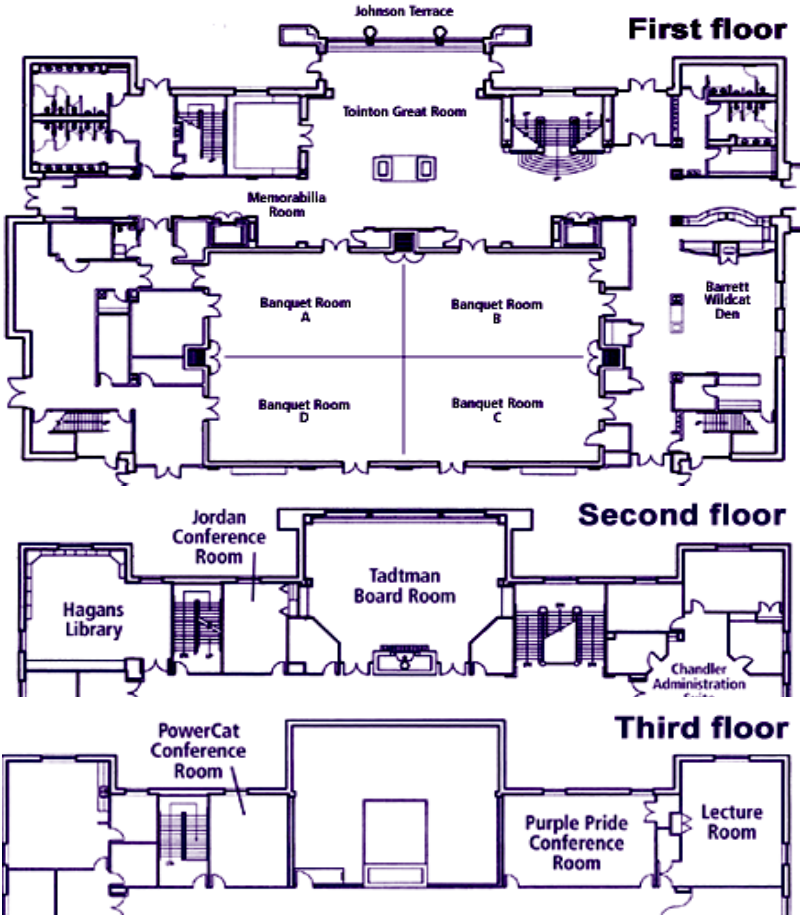 Johnson Terrace
First floor
Tointon Great Room
Memorabilla
Room
Banquet Room
A
Banquet Room
B
Barrett
Wildcat
Den
Banquet Room
D
Banquet Room
C
Second floor
Jordan
Conference
Room
Tadtman
Board Room
Hagans
Library
Chandler
Administration
Third floor
PowerCat
Conference
Room
Purple Pride
Conference
Room
Lecture
Room